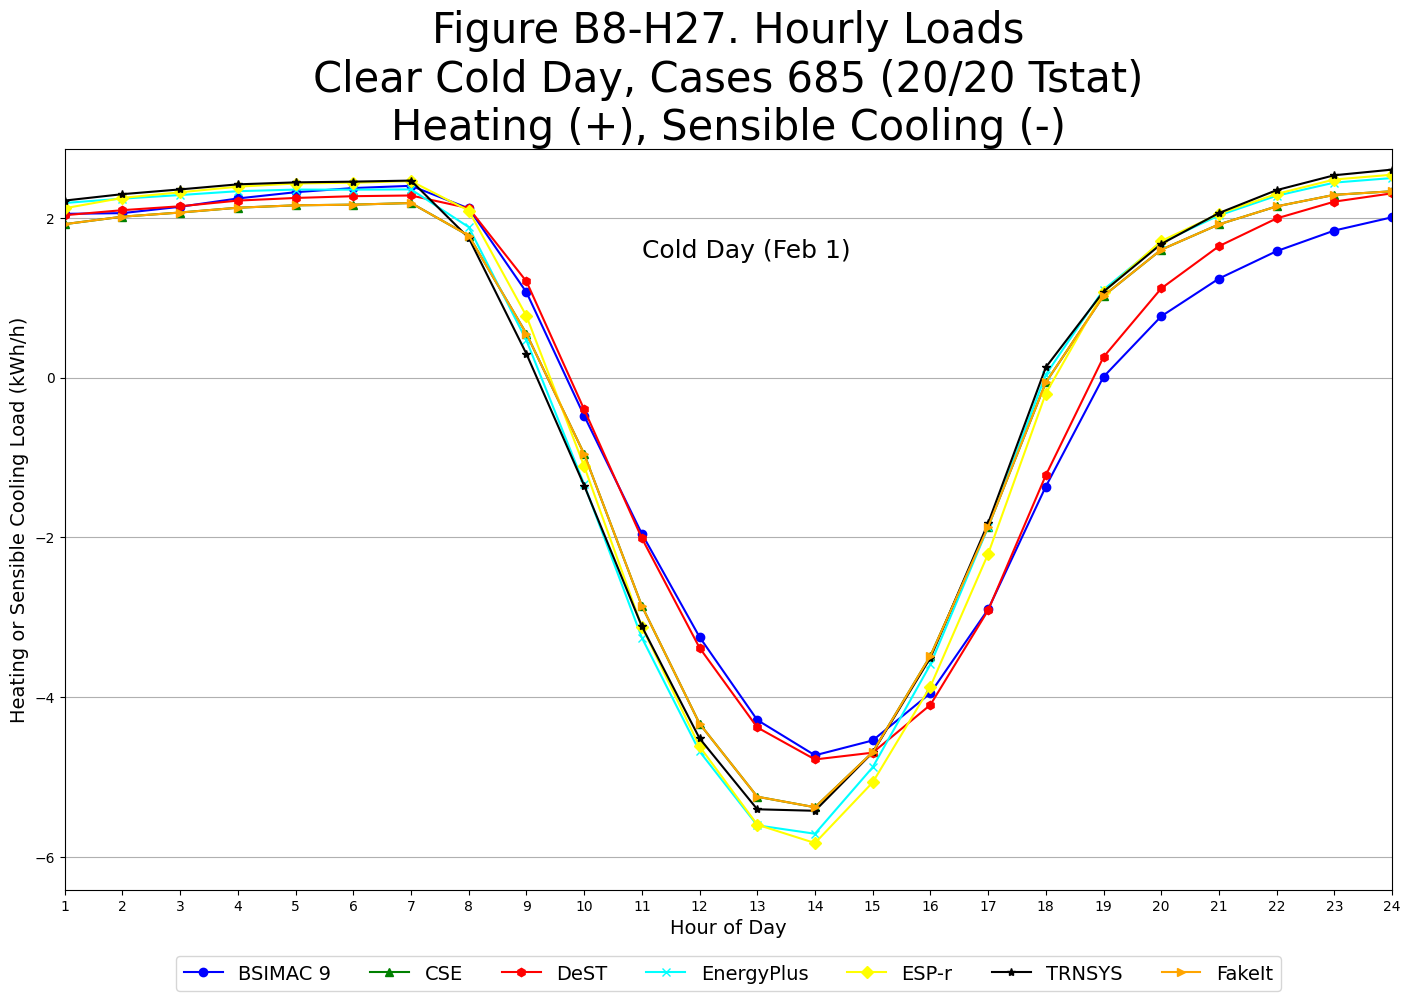 Figure B8-H27. Hourly Loads
Clear Cold Day, Cases 685 (20/20 Tstat)
Heating (+), Sensible Cooling (-)
Heating or Sensible Cooling Load (kWh/h)
2
0
−2
−4
−6
Cold Day (Feb 1)
1 2 3 4 5 6 7 8 9 10 11 12 13 14 15 16 17 18 19 20 21 22 23 24
Hour of Day
BSIMAC 9 CSE DeST EnergyPlus ESP-r TRNSYS FakeIt